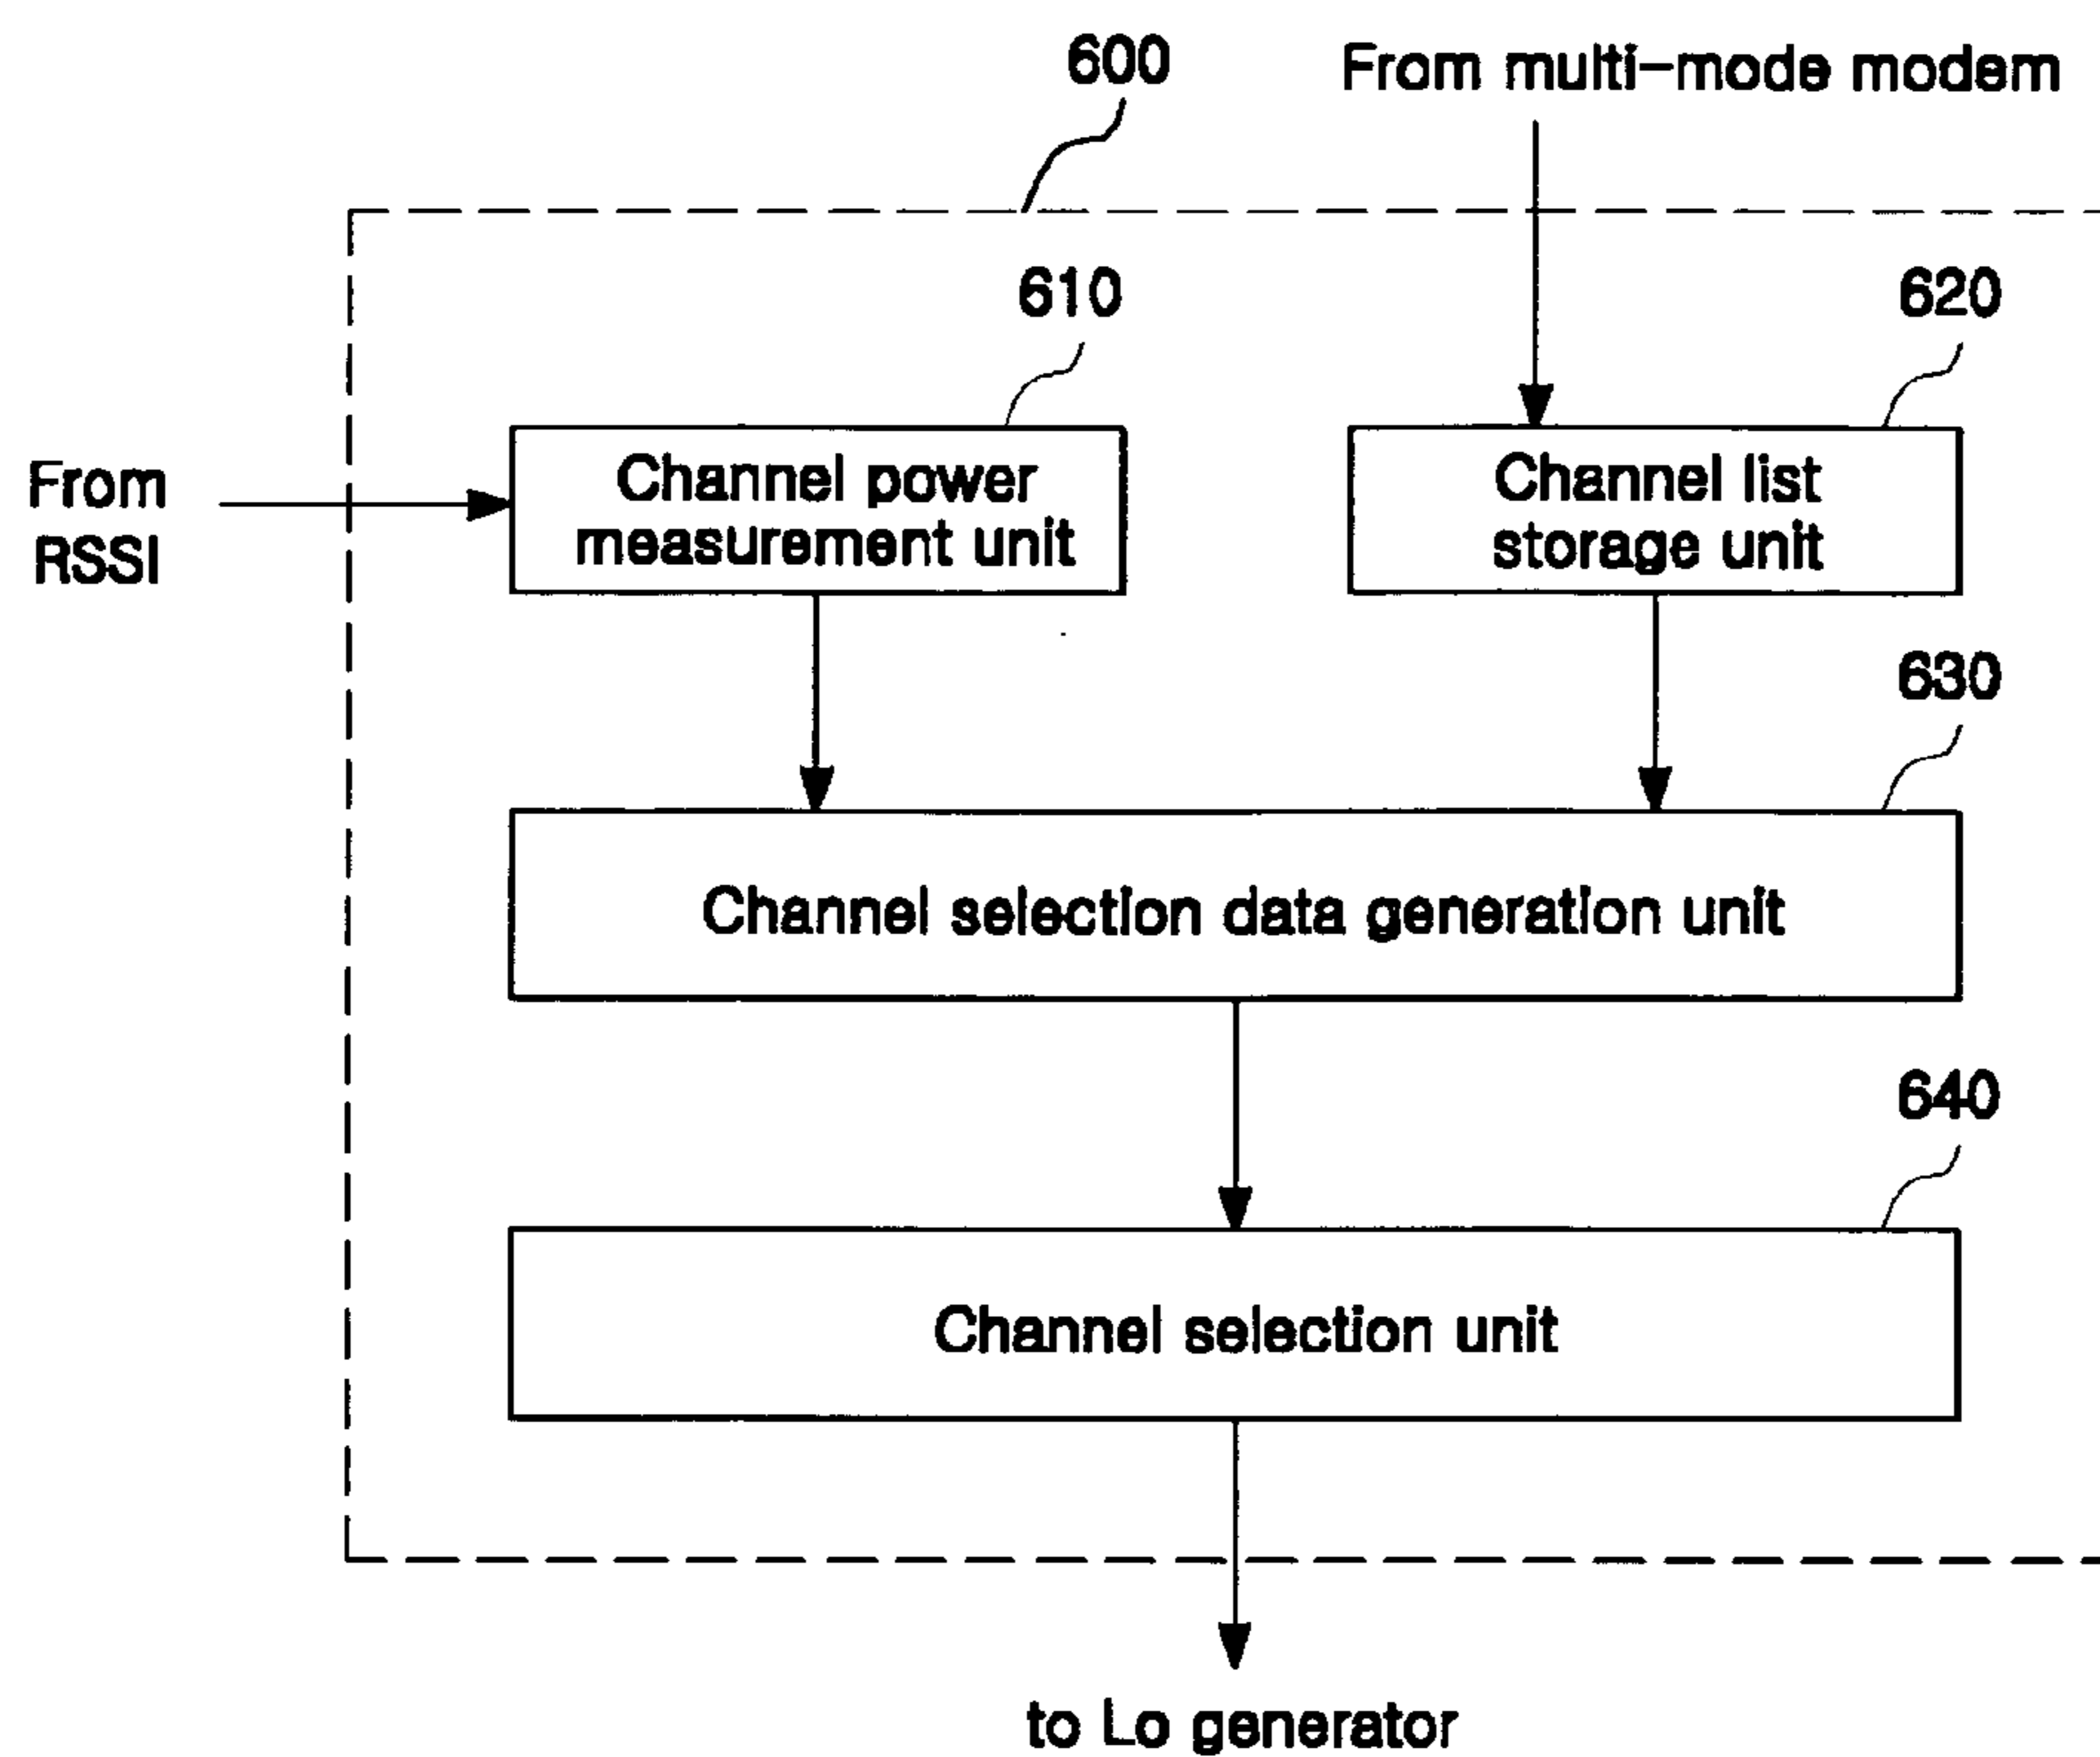 600
From multi-mode modem
610
620
From
RSSI
Channel power
measurement unit
Channel list
storage unit
630
Channel selection data generation unit
640
Channel selection unit
to Lo generator